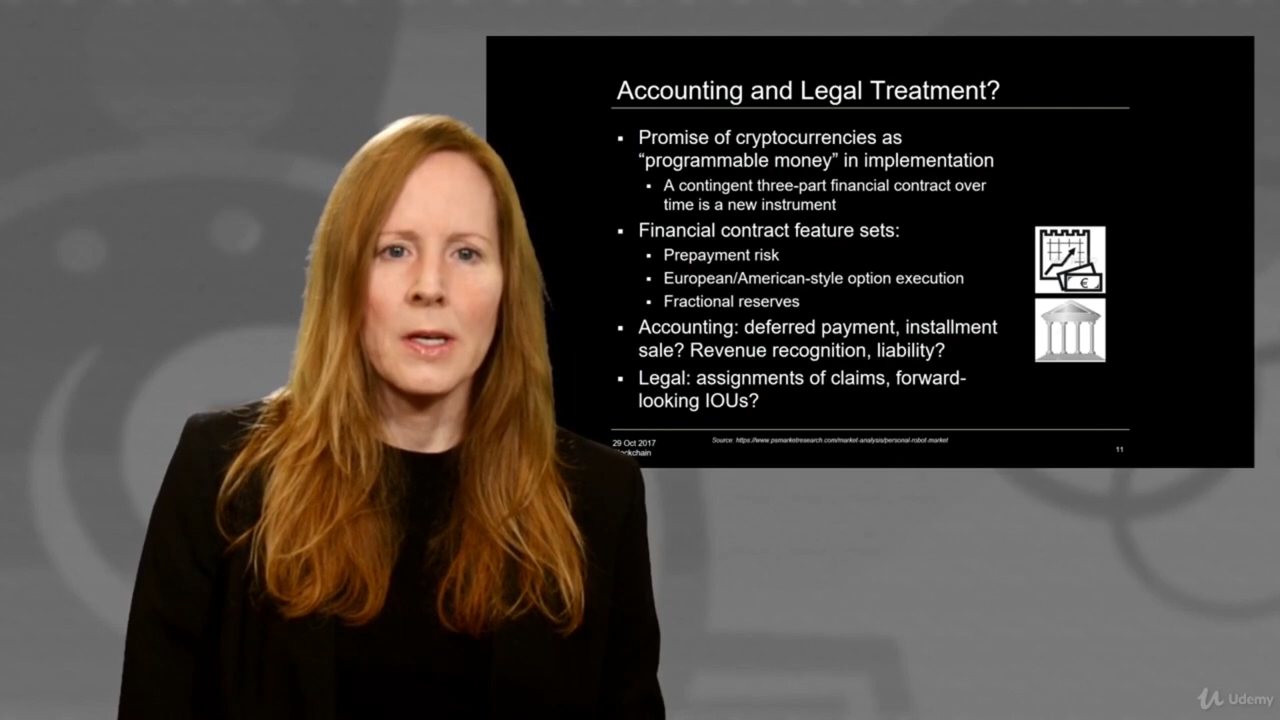 Accounting and Legal Treatment?
▪ Promise of cryptocurrencies as
“programmable money” in implementation
▪ A contingent three-part financial contract over
time is a new instrument
▪ Financial contract feature sets:
▪ Prepayment risk
▪ European/American-style option execution
▪ Fractional reserves
▪ Accounting: deferred payment, installment
sale? Revenue recognition, liability?
▪ Legal: assignments of claims, forward-
looking IOUs?
29 Oct 2017
Source: https://www.psmarketresearch.com/market-analysis/personal-robot-market
11
€
Udemy